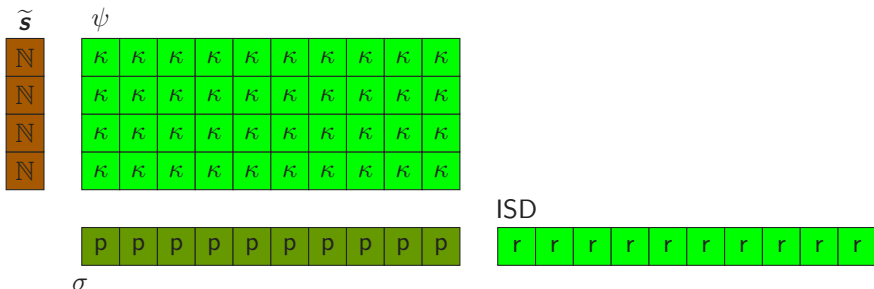 s̃ ψ
ℕ κ κ κ κ κ κ κ κ κ κ
ℕ κ κ κ κ κ κ κ κ κ κ
ℕ κ κ κ κ κ κ κ κ κ κ
ℕ κ κ κ κ κ κ κ κ κ κ
ISD
p p p p p p p p p p r r r r r r r r r r
σ